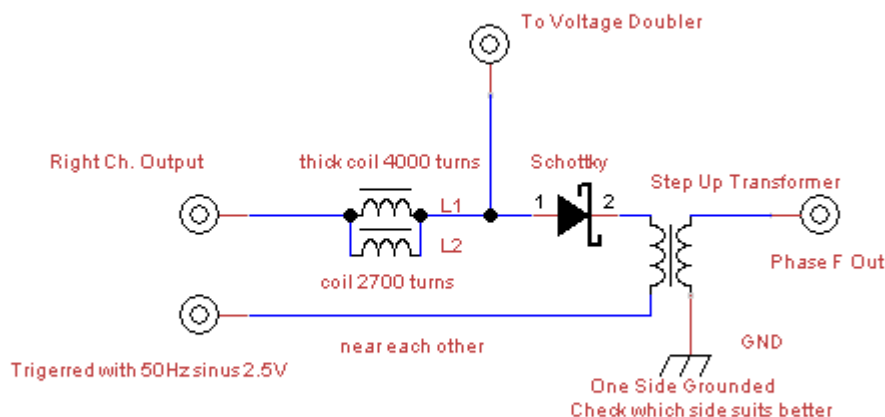 To Voltage Doubler
Right Ch. Output
thick coil 4000 turns
Schottky
Step Up Transformer
L1
1
2
L2
coil 2700 turns
Phase F Out
near each other
GND
Trigerred with 50Hz sinus 2.5V
One Side Grounded
Check which side suits better